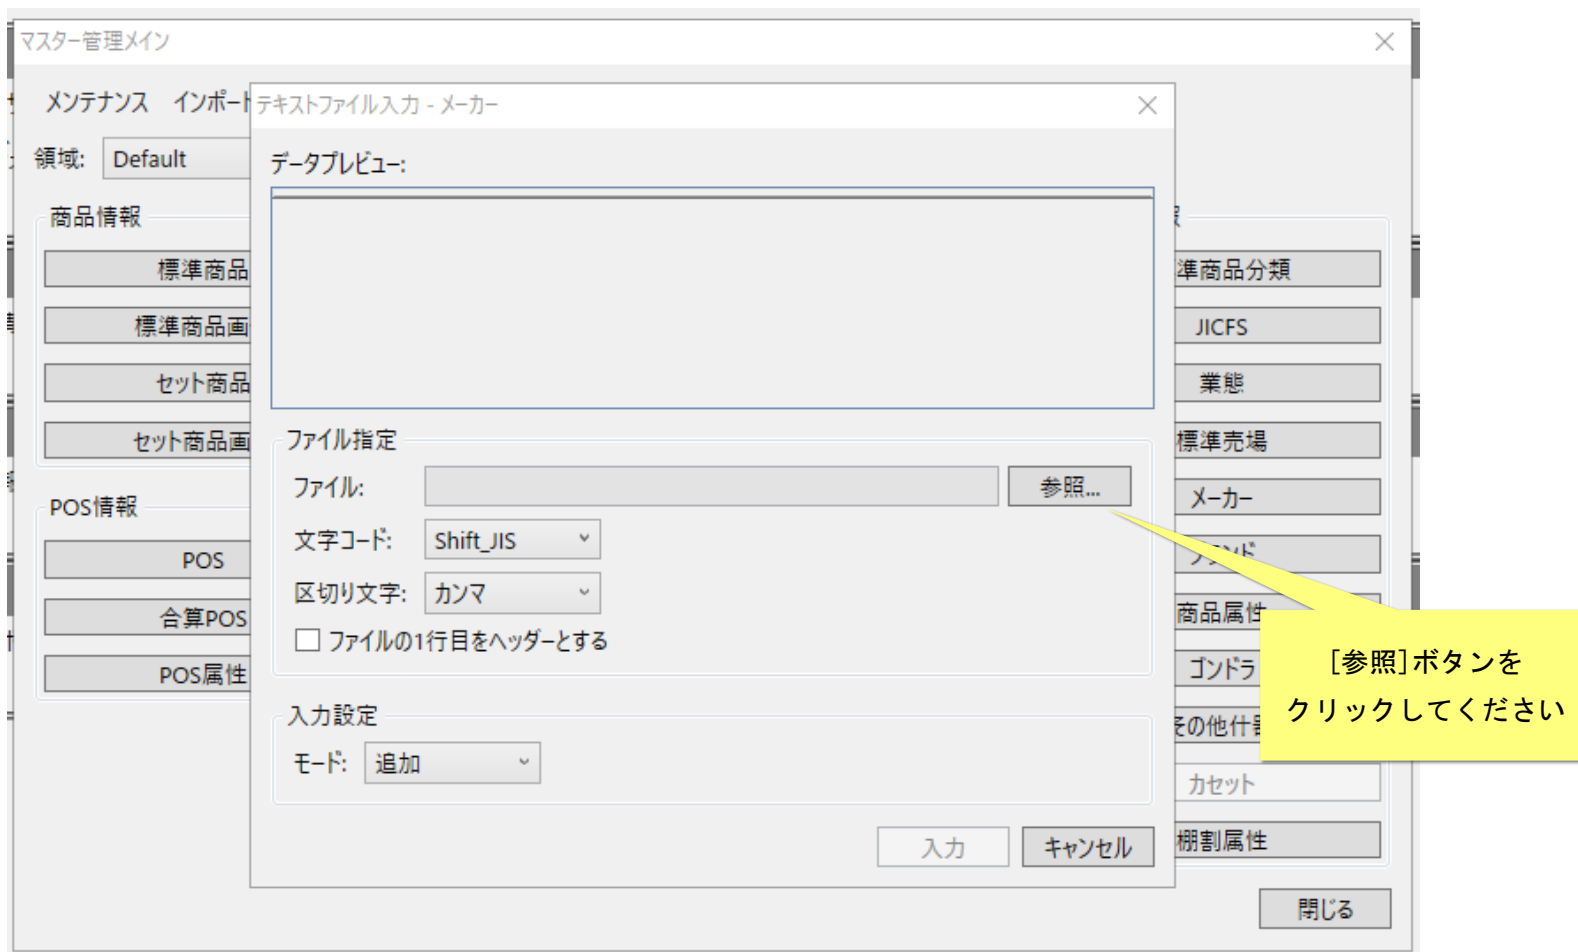 マスター管理メイン
メンテナンス インポート
テキストファイル入力 - メーカー
領域: Default
データプレビュー:
商品情報
標準商品
標準商品画
セット商品
セット商品画
POS情報
POS
合算POS
POS属性
ファイル指定
ファイル: 参照...
文字コード: Shift_JIS
区切り文字: カンマ
ファイルの1行目をヘッダーとする
入力設定
モード: 追加
入力 キャンセル
準商品分類
JICFS
業態
標準売場
メーカー
商品属性
ゴンドラ
その他什
カセット
棚割属性
閉じる
[参照]ボタンを
クリックしてください